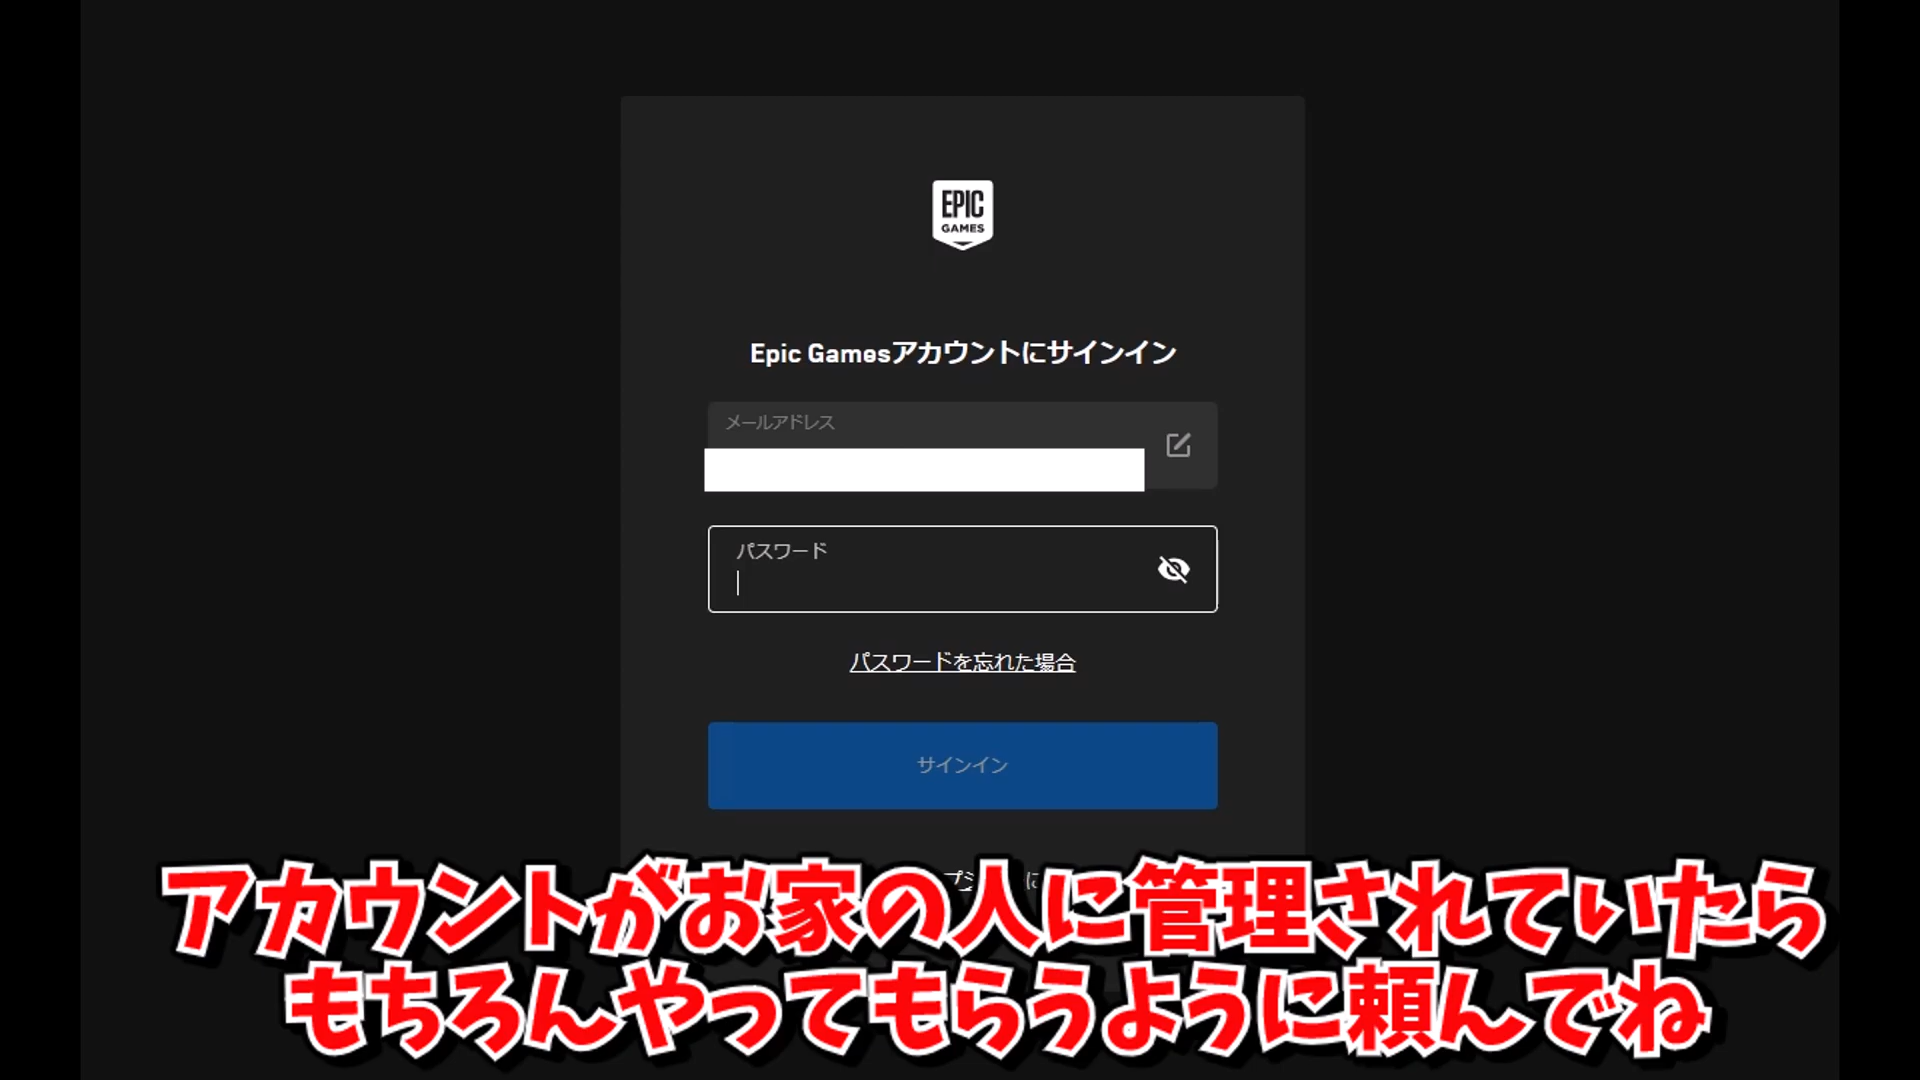 EPIC
GAMES
Epic Gamesアカウントにサインイン
メールアドレス
パスワード
パスワードを忘れた場合
サインイン
アカウントがお家の人に管理されていたら
もちろんやってもらうように頼んでね